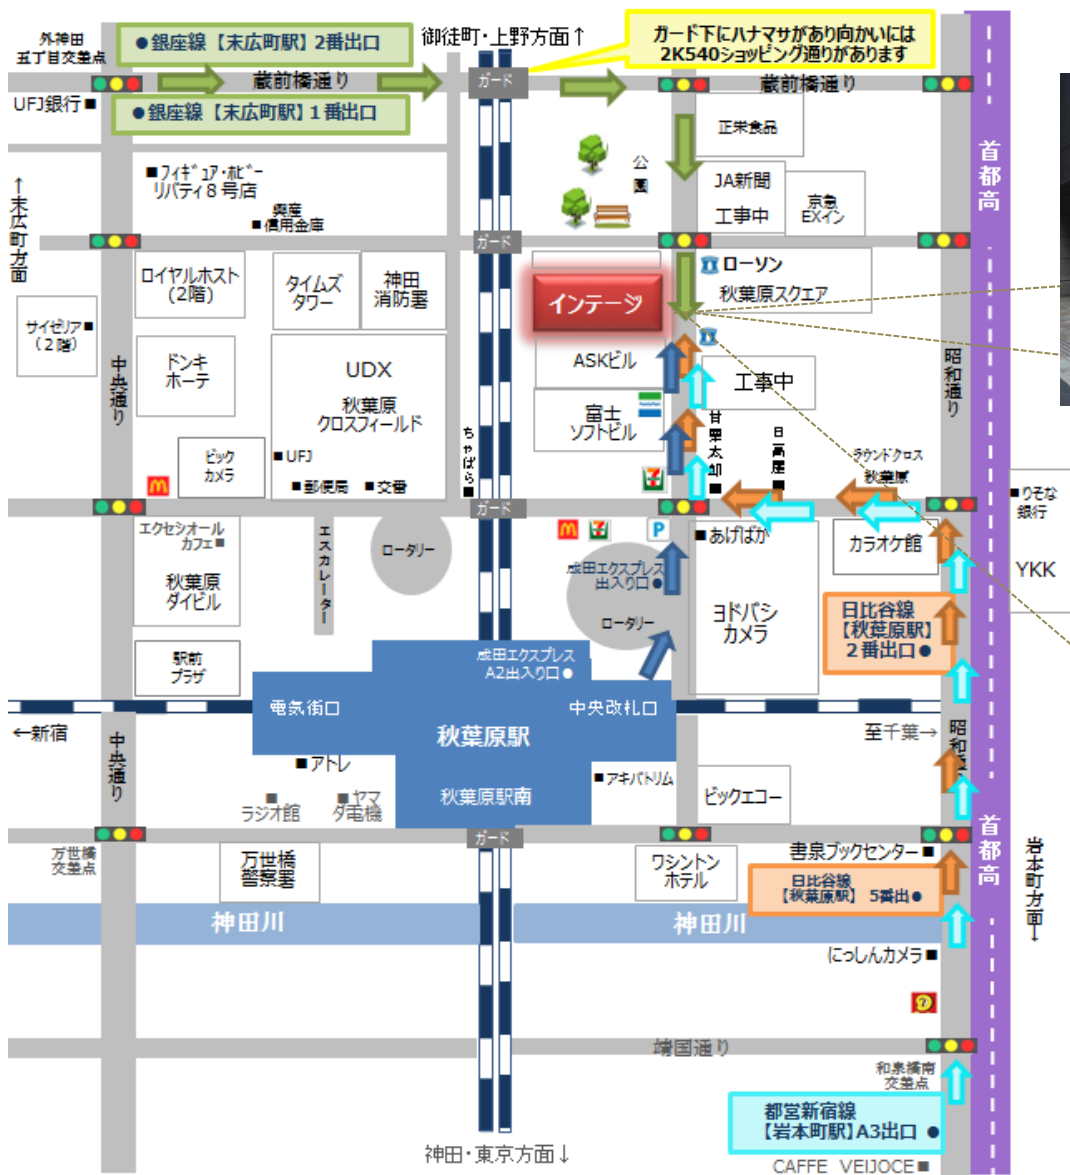 外神田
五丁目交差点
●銀座線【末広町駅】2番出口
御徒町・上野方面↑
ガード下にハナマサがあり向かいには
2K540ショッピング通りがあります
蔵前橋通り
ガード
蔵前橋通り
UFJ銀行■
●銀座線【末広町駅】1番出口
正栄食品
首都高
■フィギュア・ホビー
リバティ8号店
公園
JA新聞
工事中
京急
EXイン
←末広町方面
興産
■信用金庫
ガード
ロイヤルホスト
(2階)
タイムズ
タワー
神田
消防署
インテージ
ローソン
秋葉原スクエア
サイゼリア■
(2階)
ドンキ
ホーテ
中央通り
UDX
秋葉原
クロスフィールド
ASKビル
工事中
昭和通り
富士
ソフトビル
ちゃばら■
甘栗太郎■
日高屋■
ラウンドクロス
秋葉原
ビック
カメラ
■UFJ
■郵便局
■交番
■りそな
銀行
ガード
エクセシオール
カフェ■
秋葉原
ダイビル
エスカレーター
ロータリー
P
成田エクスプレス
出入り口●
ロータリー
■あげばか
ヨドバシ
カメラ
カラオケ館
YKK
日比谷線
【秋葉原駅】
2番出口●
駅前
プラザ
成田エクスプレス
A2出入り口●
電気街口
中央改札口
←新宿
秋葉原駅
至千葉→
中央通り
昭和通り
■アトレ
■
ラジオ館
■ヤマ
ダ電機
秋葉原駅南
■アキバトリム
ビックエコー
ガード
首都高
万世橋
交差点
万世橋
警察署
ワシントン
ホテル
書泉ブックセンター■
日比谷線
【秋葉原駅】 5番出●
岩本町方面→
神田川
神田川
にっしんカメラ■
靖国通り
和泉橋南
交差点
都営新宿線
【岩本町駅】A3出口●
神田・東京方面↓
CAFFE VEIJOCE■